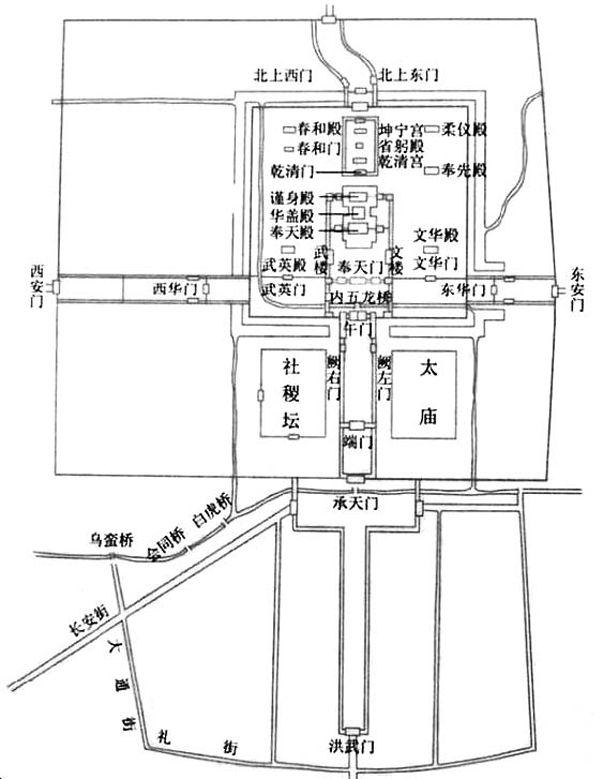 北上西门
北上东门
春和殿
坤宁宫
柔仪殿
春和门
省躬殿
乾清宫
乾清门
奉先殿
谨身殿
华盖殿
奉天殿
武楼
文楼
文华殿
武英殿
奉天门
文华门
西安门
西华门
武英门
内五龙桥
东华门
东安门
午门
社稷坛
阙右门
阙左门
太庙
端门
承天门
白虎桥
会同桥
乌蛮桥
长安街
大通街
礼街
洪武门